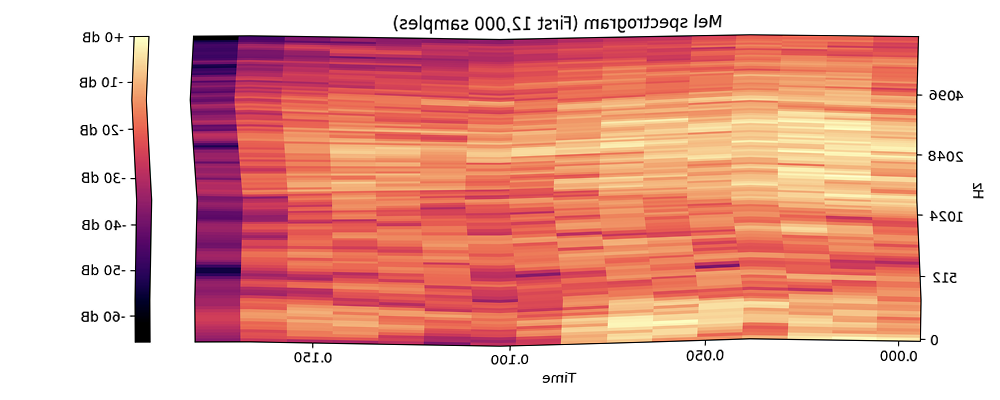 Mel spectrogram (First 12,000 samples)
+0 dB
-10 dB
-20 dB
-30 dB
-40 dB
-50 dB
-60 dB
4096
2048
1024
512
0
Hz
0.000
0.050
0.100
0.150
Time